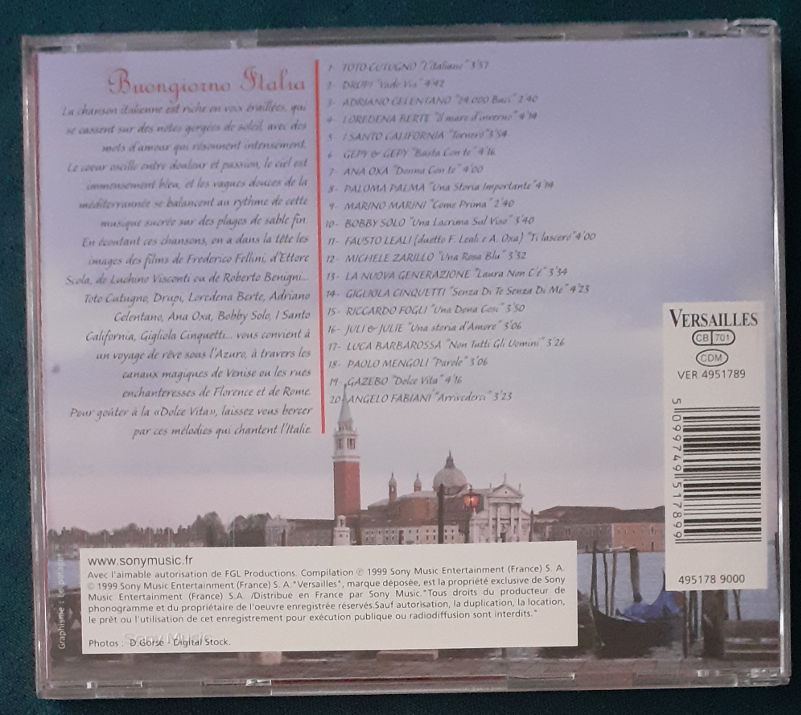 Buongiorno Italia
La chanson italienne est riche en voix éraillées, qui
se cassent sur des notes gorgées de soleil, avec des
mots d'amour qui résonnent intensément.
Le coeur oscille entre douleur et passion, le ciel est
immensement bleu, et les vagues douces de la
méditerrannée se balancent au rythme de cette
musique sucrée sur des plages de sable fin.
En écoutant ces chansons, on a dans la tête les
images des films de Frederico Fellini, d'Ettore
Scola, de Luchino Visconti ou de Roberto Benigni...
Toto Cutugno, Drupi, Loredena Berte, Adriano
Celentano, Ana Oxa, Bobby Solo, I Santo
California, Gigliola Cinquetti... vous convient à
un voyage de rêve sous l'Azuro, à travers les
canaux magiques de Venise ou les rues
enchanteresses de Florence et de Rome.
Pour goûter à la «Dolce Vita», laissez vous bercer
par ces mélodies qui chantent l'Italie.
1- TOTO CUTUGNO "L'italiano" 3'57
2- DRUPI "Vado Via" 4'42
3- ADRIANO CELENTANO "24.000 Baci" 2'40
4- LOREDENA BERTE "il mare d'inverno" 4'14
5- I SANTO CALIFORNIA "Tornero" 3'54
6- GEPY & GEPY "Basta Con te" 4'16
7- ANA OXA "Donna Con te" 4'00
8- PALOMA PALMA "Una Storia Importante" 4'14
9- MARINO MARINI "Come Prima" 2'40
10- BOBBY SOLO "Una Lacrima Sul Viso" 3'40
11- FAUSTO LEALI (duetto F. Leali e A. Oxa) "Ti lascero" 4'00
12- MICHELE ZARILLO "Una Rosa Blu" 3'52
13- LA NUOVA GENERAZIONE "Laura Non C'é" 3'34
14- GIGLIOLA CINQUETTI "Senza Di Te Senza Di Me" 4'23
15- RICCARDO FOGLI "Una Dona Cosi" 3'50
16- JULI & JULIE "Una storia d'Amore" 3'06
17- LUCA BARBAROSSA "Non Tutti Gli Uomini" 3'26
18- PAOLO MENGOLI "Parole" 3'06
19- GAZEBO "Dolce Vita" 4'16
20- ANGELO FABIANI "Arrivederci" 3'23
VERSAILLES
CB 701
CDM
VER 4951789
5 099749 517899
495178 9000
www.sonymusic.fr
Avec l'aimable autorisation de FGL Productions. Compilation ℗ 1999 Sony Music Entertainment (France) S. A.
© 1999 Sony Music Entertainment (France) S. A. "Versailles", marque déposée, est la propriété exclusive de Sony
Music Entertainment (France) S.A. /Distribué en France par Sony Music."Tous droits du producteur de
phonogramme et du propriétaire de l'oeuvre enregistrée réservés.Sauf autorisation, la duplication, la location,
le prêt ou l'utilisation de cet enregistrement pour exécution publique ou radiodiffusion sont interdits."
Photos : D.Gorse - Digital Stock.
Sony Music
Graphisme :